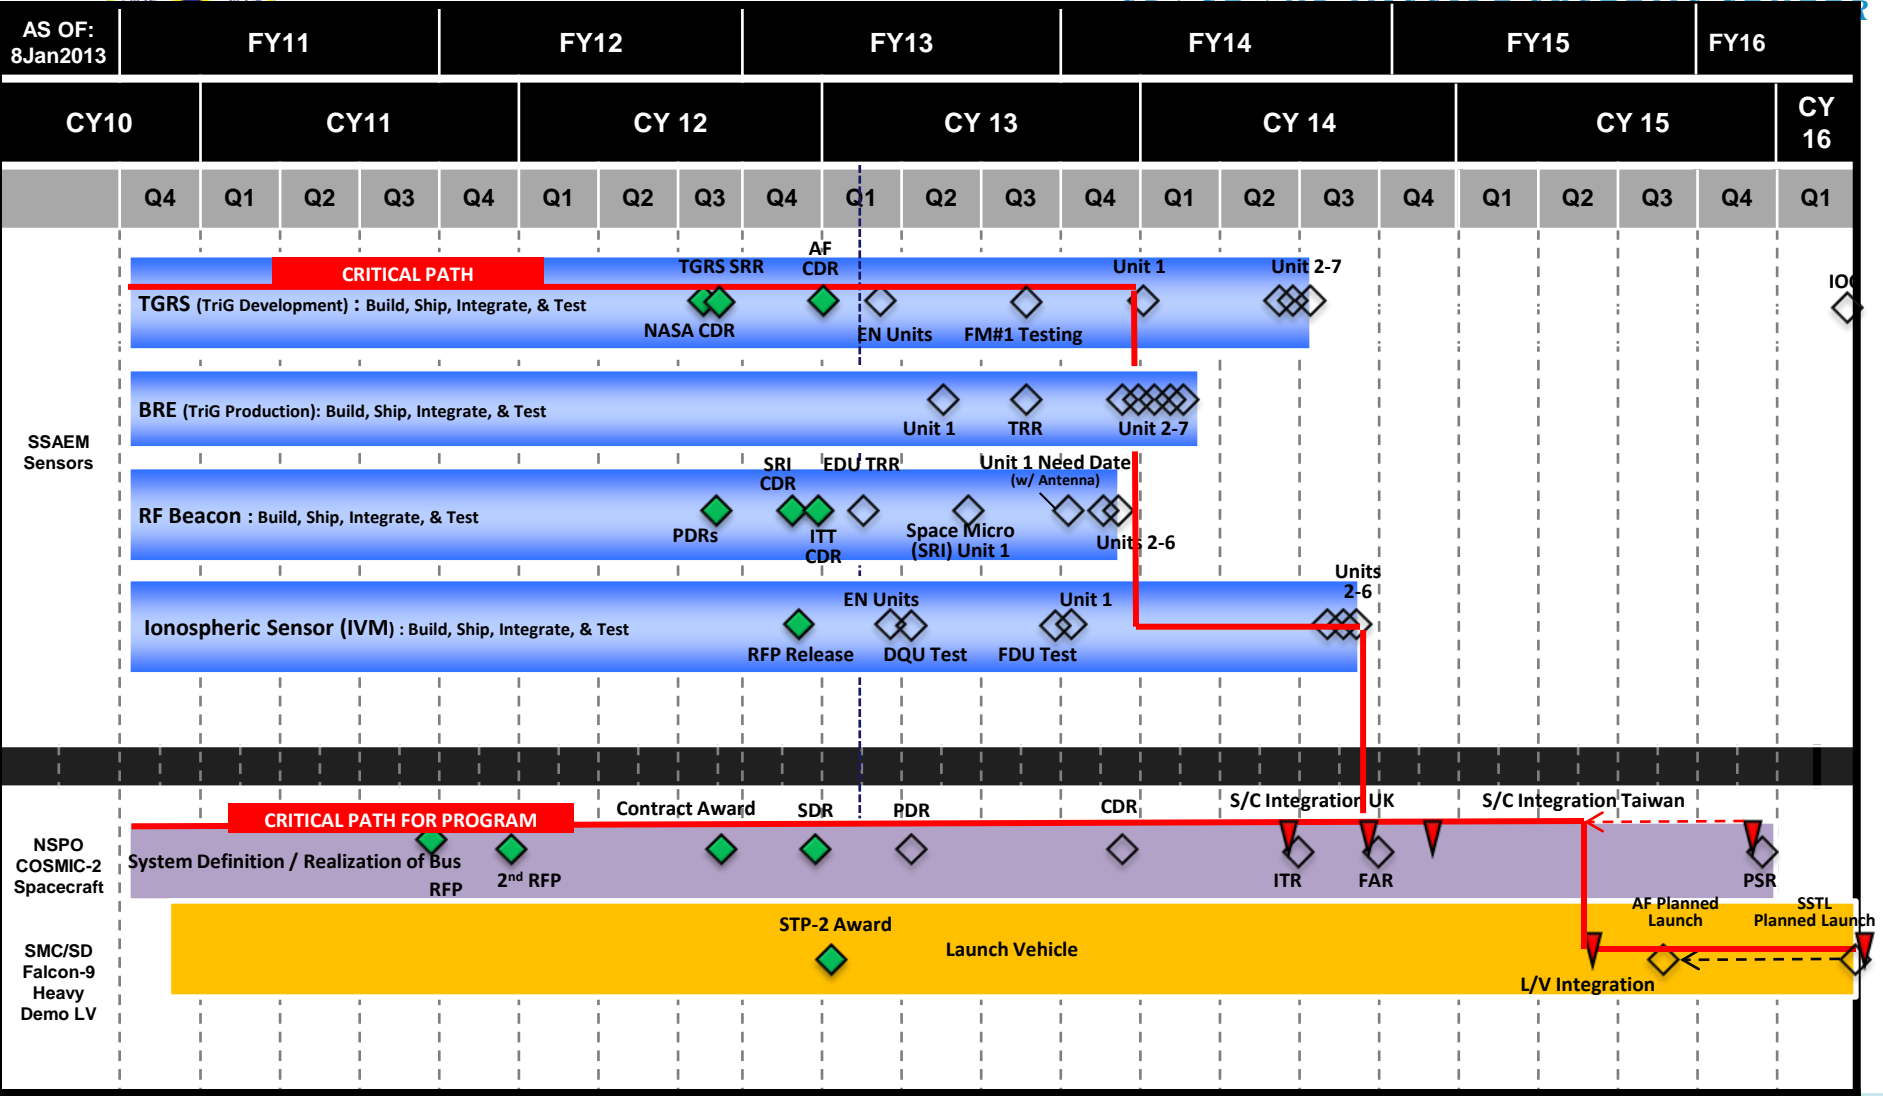 AS OF:
8Jan2013
FY11
FY12
FY13
FY14
FY15
FY16
CY10
CY11
CY 12
CY 13
CY 14
CY 15
CY
16
Q4
Q1
Q2
Q3
Q4
Q1
Q2
Q3
Q4
Q1
Q2
Q3
Q4
Q1
Q2
Q3
Q4
Q1
Q2
Q3
Q4
Q1
SSAEM
Sensors
CRITICAL PATH
TGRS SRR
AF
CDR
Unit 1
Unit 2-7
TGRS (TriG Development) : Build, Ship, Integrate, & Test
NASA CDR
EN Units
FM#1 Testing
BRE (TriG Production): Build, Ship, Integrate, & Test
Unit 1
TRR
Unit 2-7
SRI
CDR
EDU TRR
Unit 1 Need Date
(w/ Antenna)
RF Beacon : Build, Ship, Integrate, & Test
PDRs
ITT
CDR
Space Micro
(SRI) Unit 1
Units 2-6
EN Units
Unit 1
Units
2-6
Ionospheric Sensor (IVM) : Build, Ship, Integrate, & Test
RFP Release
DQU Test
FDU Test
NSPO
COSMIC-2
Spacecraft
CRITICAL PATH FOR PROGRAM
Contract Award
SDR
PDR
CDR
S/C Integration UK
S/C Integration Taiwan
System Definition / Realization of Bus
RFP
2nd RFP
ITR
FAR
PSR
SMC/SD
Falcon-9
Heavy
Demo LV
STP-2 Award
Launch Vehicle
AF Planned
Launch
SSTL
Planned Launch
L/V Integration